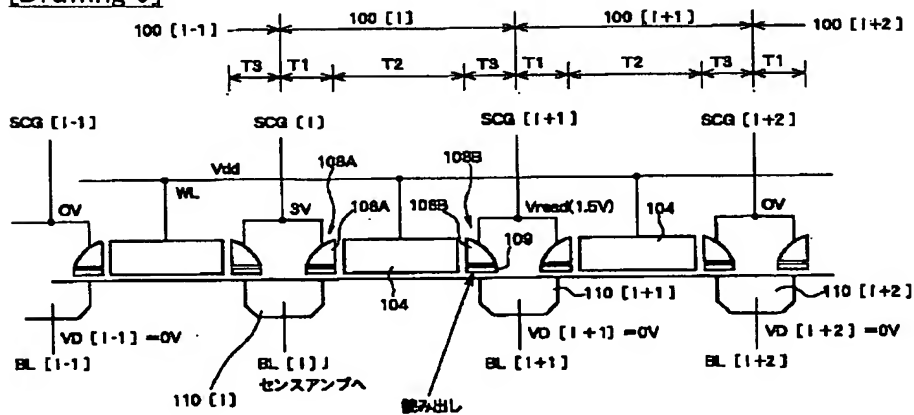 100 [i-1]
100 [i]
100 [i+1]
100 [i+2]
T3
T1
T2
T3
T1
T2
T3
T1
SCG [i-1]
SCG [i]
SCG [i+1]
SCG [i+2]
Vdd
WL
108A
108B
0V
3V
108A
108B
Vread(1.5V)
109
104
0V
104
110 [i+1]
110 [i+2]
VD [i-1] =0V
VD [i+1] =0V
VD [i+2] =0V
BL [i-1]
BL [i]
BL [i+1]
BL [i+2]
110 [i]
センスアンプへ
読み出し